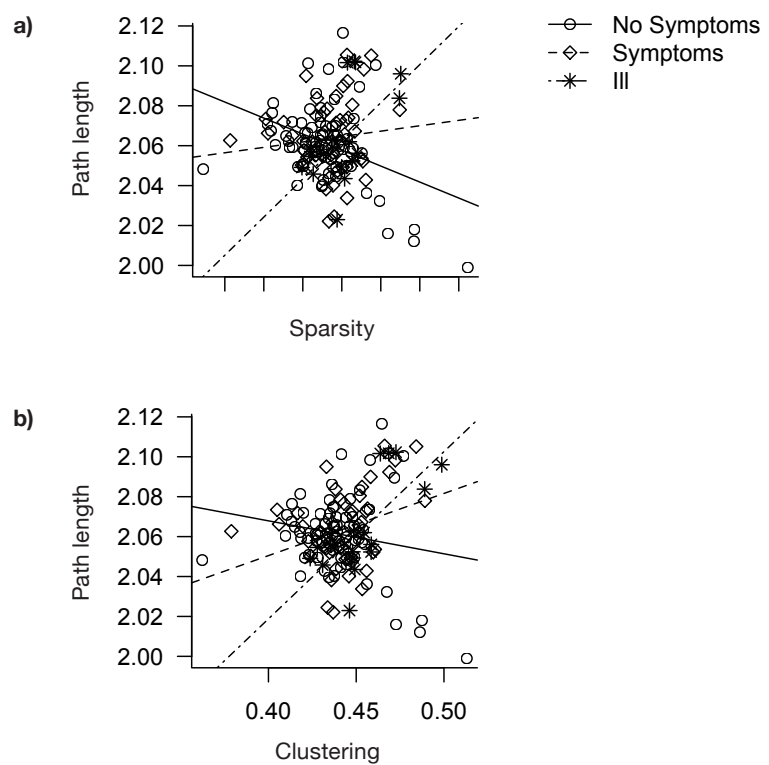 a)
No Symptoms
Symptoms
Ill
Path length
2.12
2.10
2.08
2.06
2.04
2.02
2.00
Sparsity
b)
Path length
2.12
2.10
2.08
2.06
2.04
2.02
2.00
0.40 0.45 0.50
Clustering